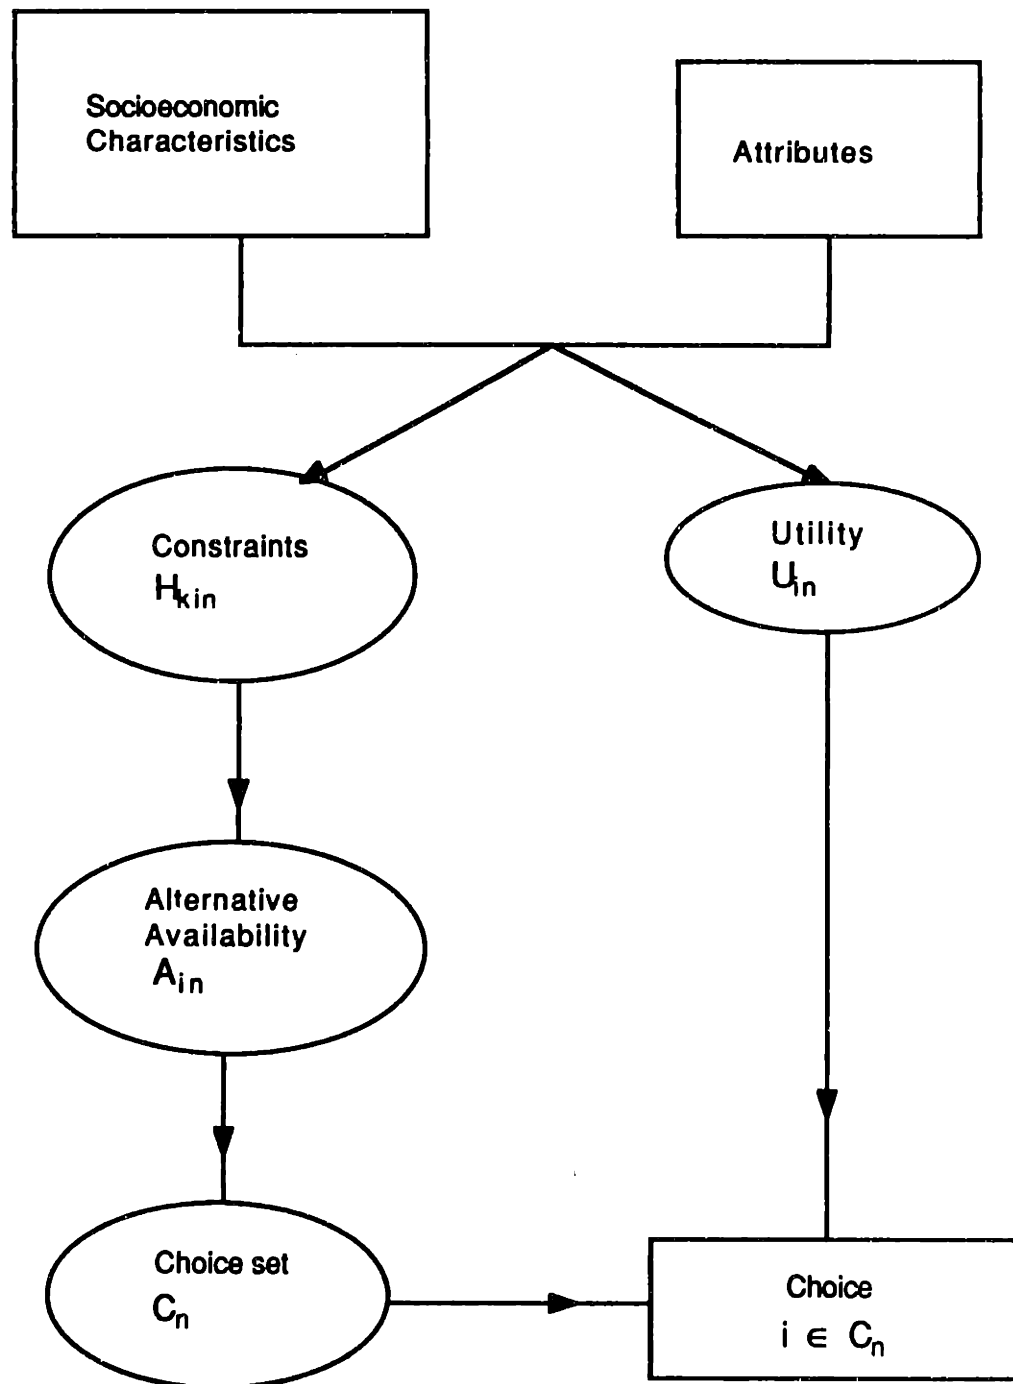 Socioeconomic
Characteristics
Attributes
Constraints
H_kin
Utility
U_in
Alternative
Availability
A_in
Choice set
C_n
Choice
i ∈ C_n